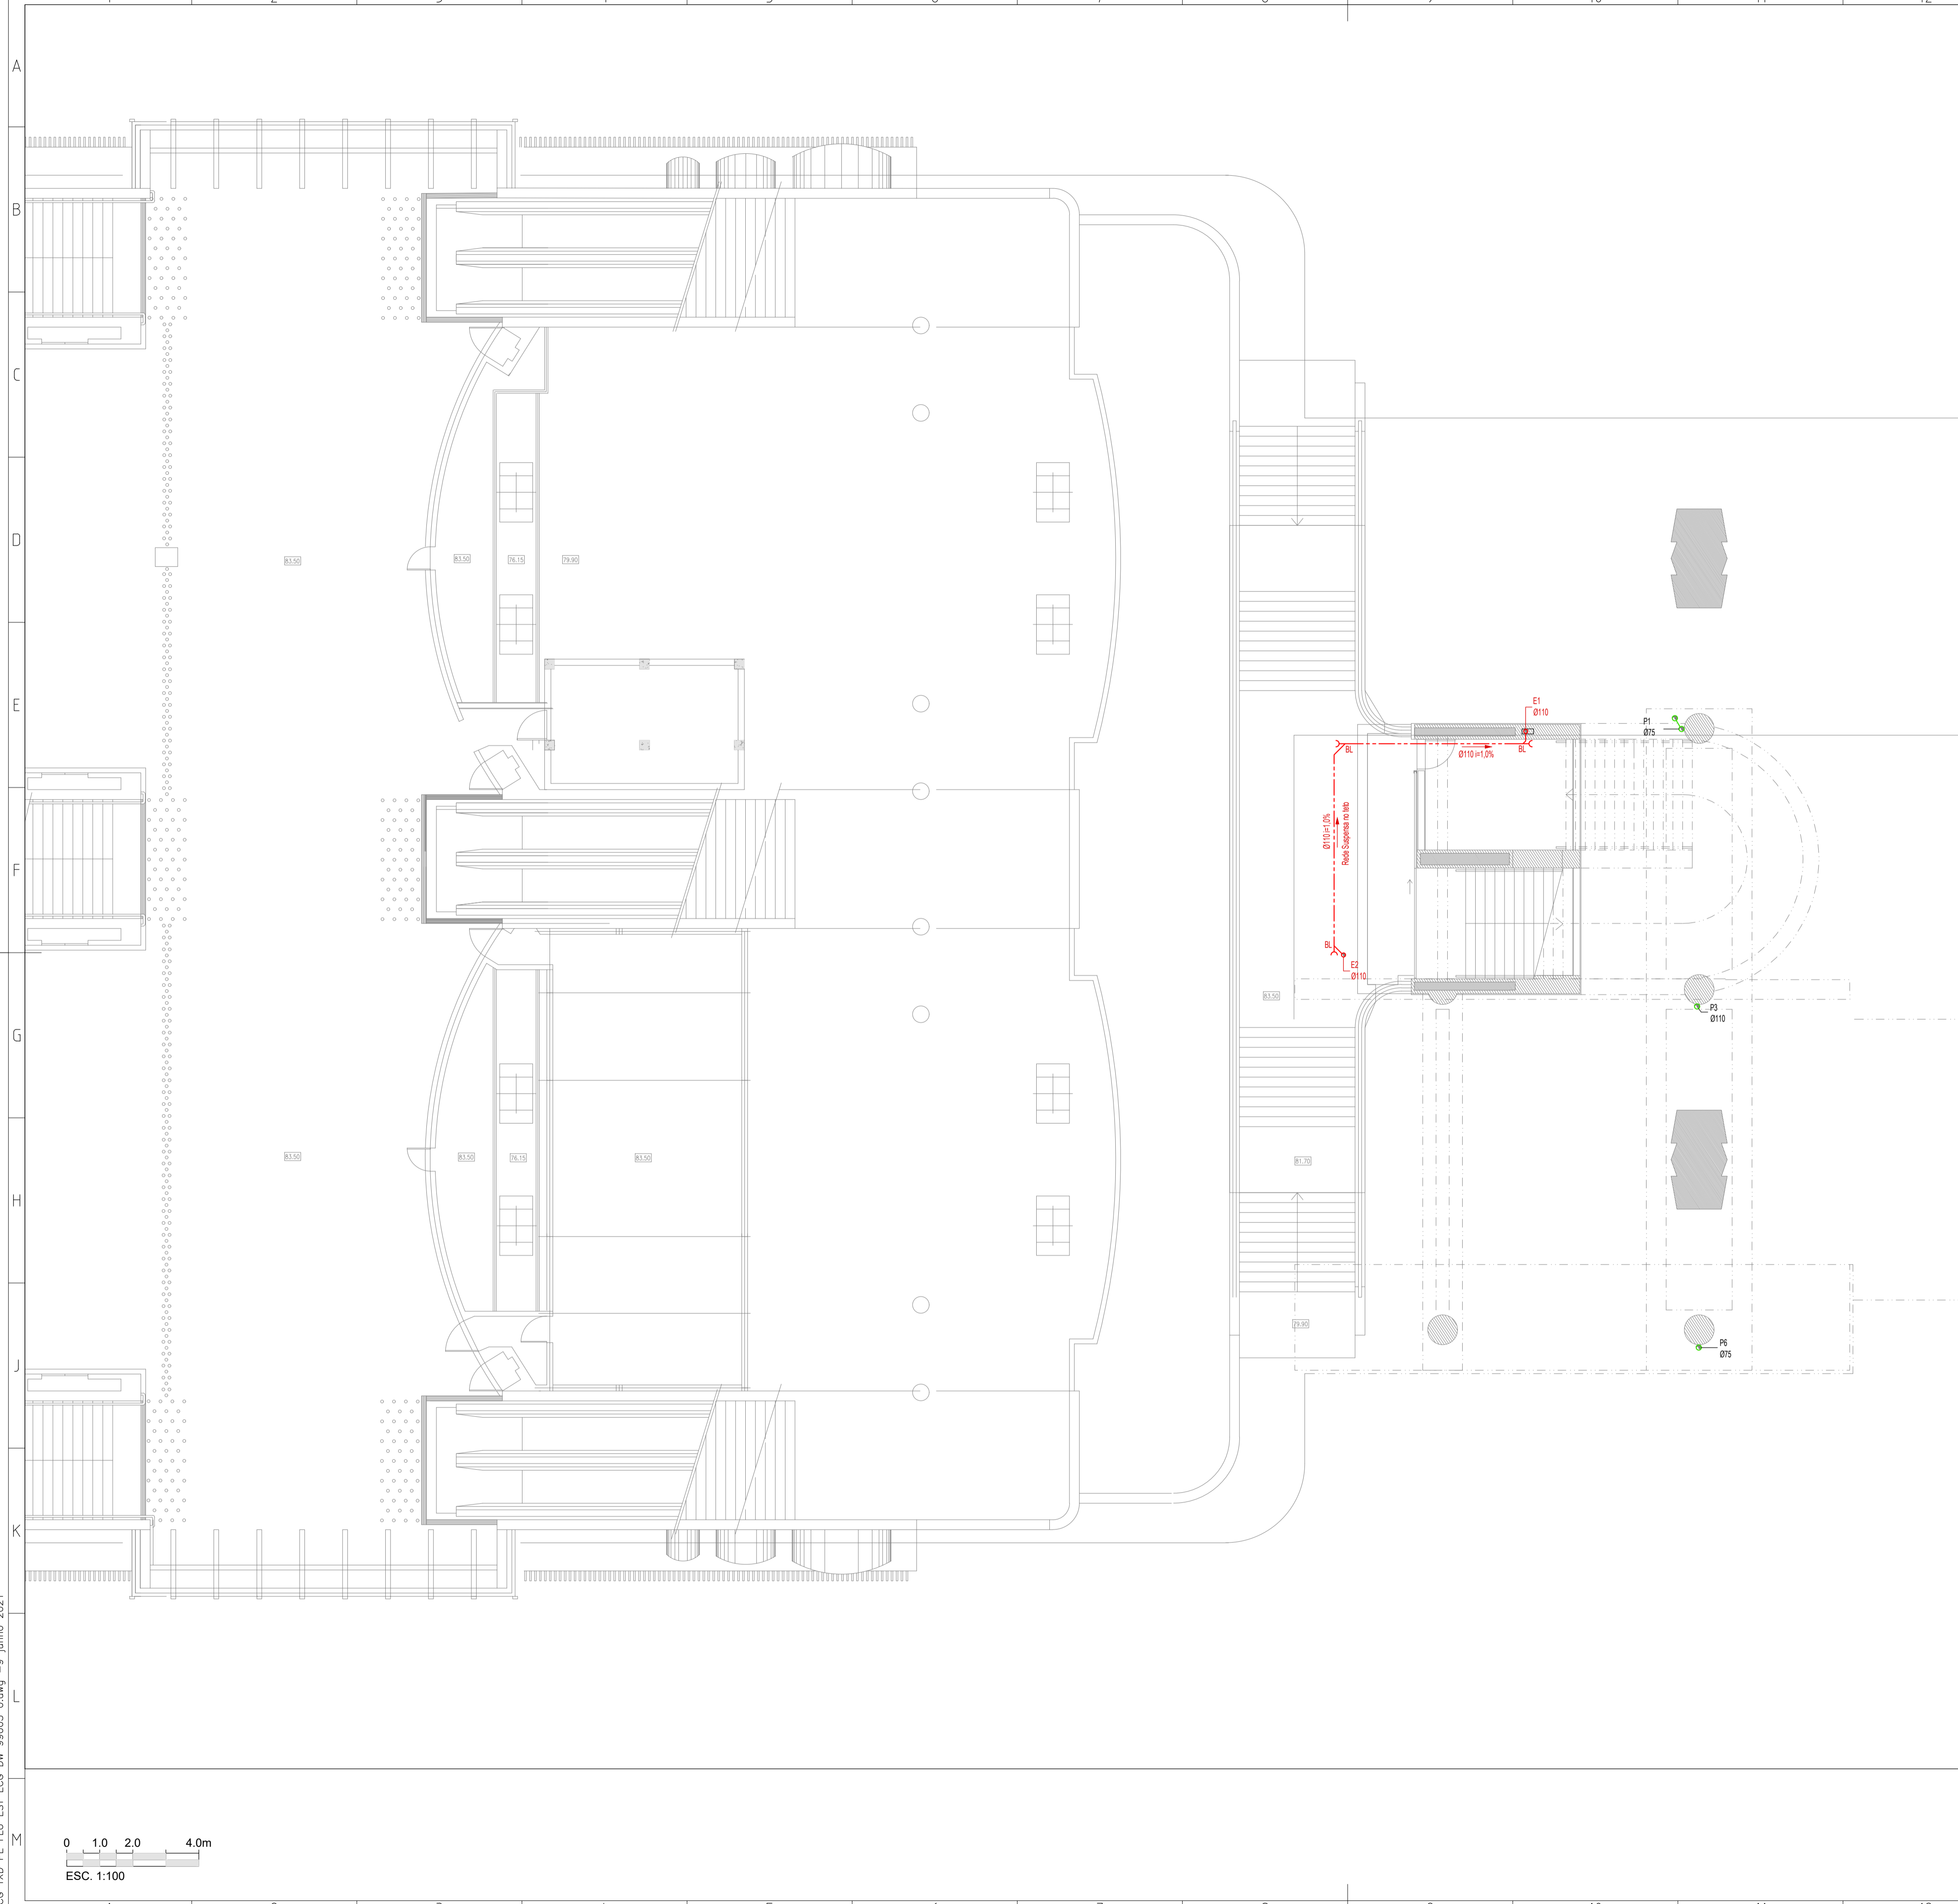 A
B
C
D
E
F
G
H
J
K
L
M
83.50
83.50
76.15
79.90
E1
Ø110
P1
Ø75
BL
BL
Ø110 i=1,0%
Ø110 i=1,0%
Rede Suspensa no teto
BL
E2
Ø110
83.50
P3
Ø110
83.50
83.50
76.15
83.50
81.70
79.90
P6
Ø75
0 1.0 2.0 4.0m
ESC. 1:100